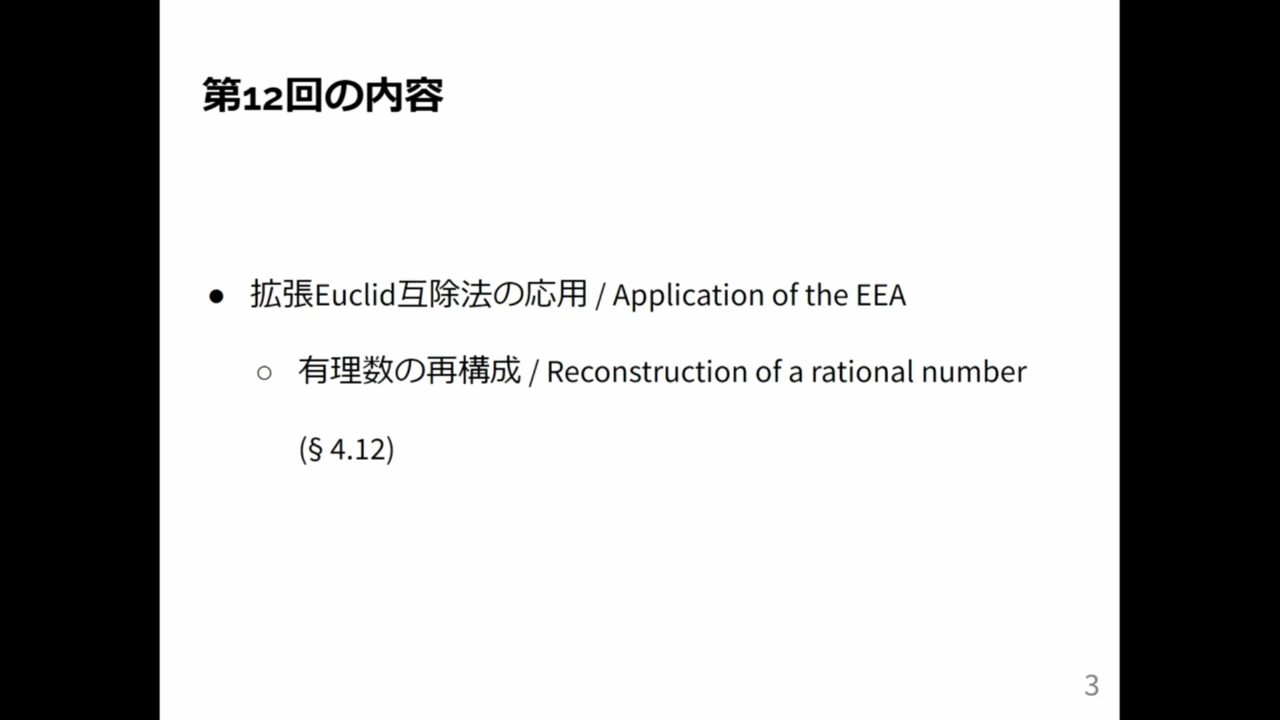 第12回の内容
● 拡張Euclid互除法の応用 / Application of the EEA
○ 有理数の再構成 / Reconstruction of a rational number
(§ 4.12)
3